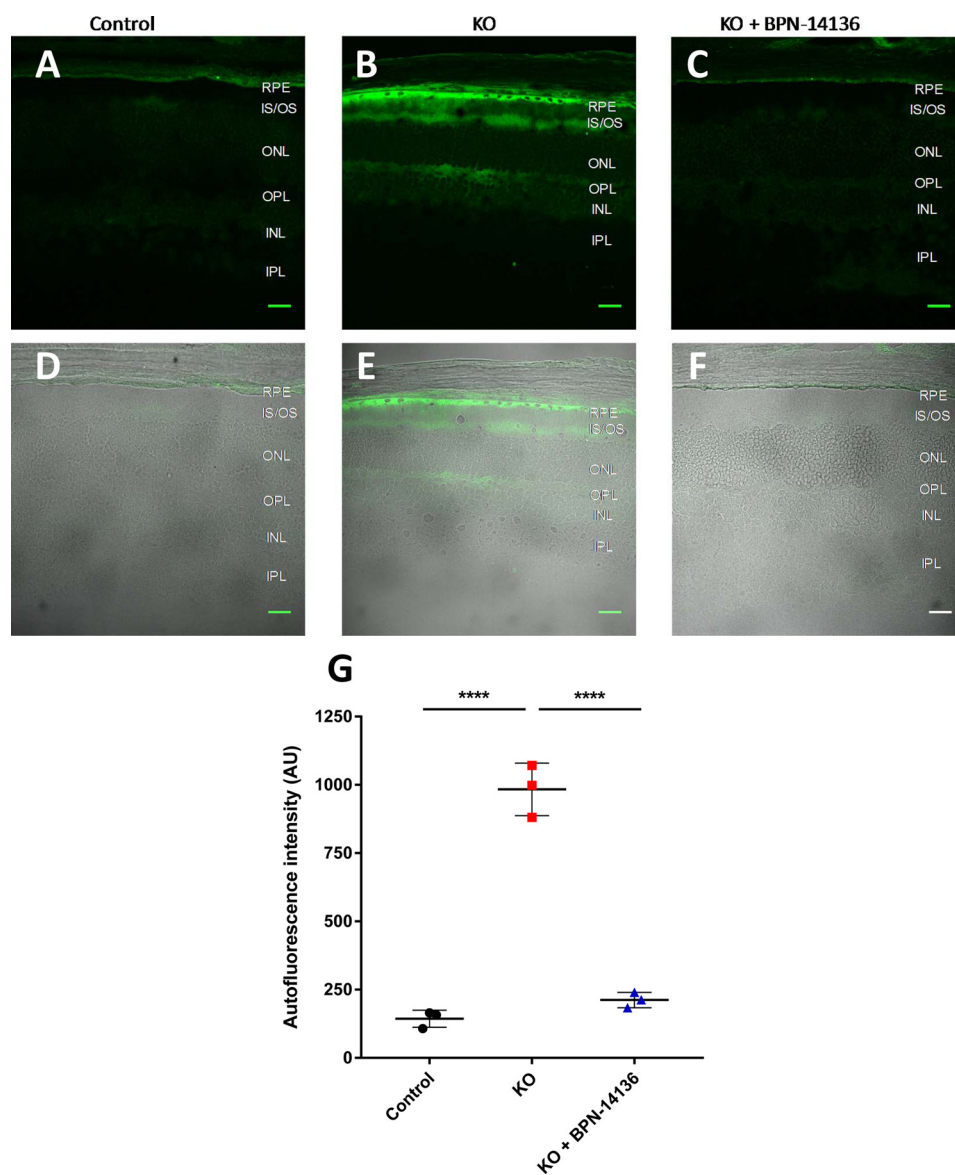 Control KO KO + BPN-14136
A B C
RPE
IS/OS
ONL
OPL
INL
IPL
RPE
IS/OS
ONL
OPL
INL
IPL
RPE
IS/OS
ONL
OPL
INL
IPL
D E F
RPE
IS/OS
ONL
OPL
INL
IPL
RPE
IS/OS
ONL
OPL
INL
IPL
RPE
IS/OS
ONL
OPL
INL
IPL
G
**** ****
Autofluorescence intensity (AU)
1250
1000
750
500
250
0
Control
KO
KO + BPN-14136